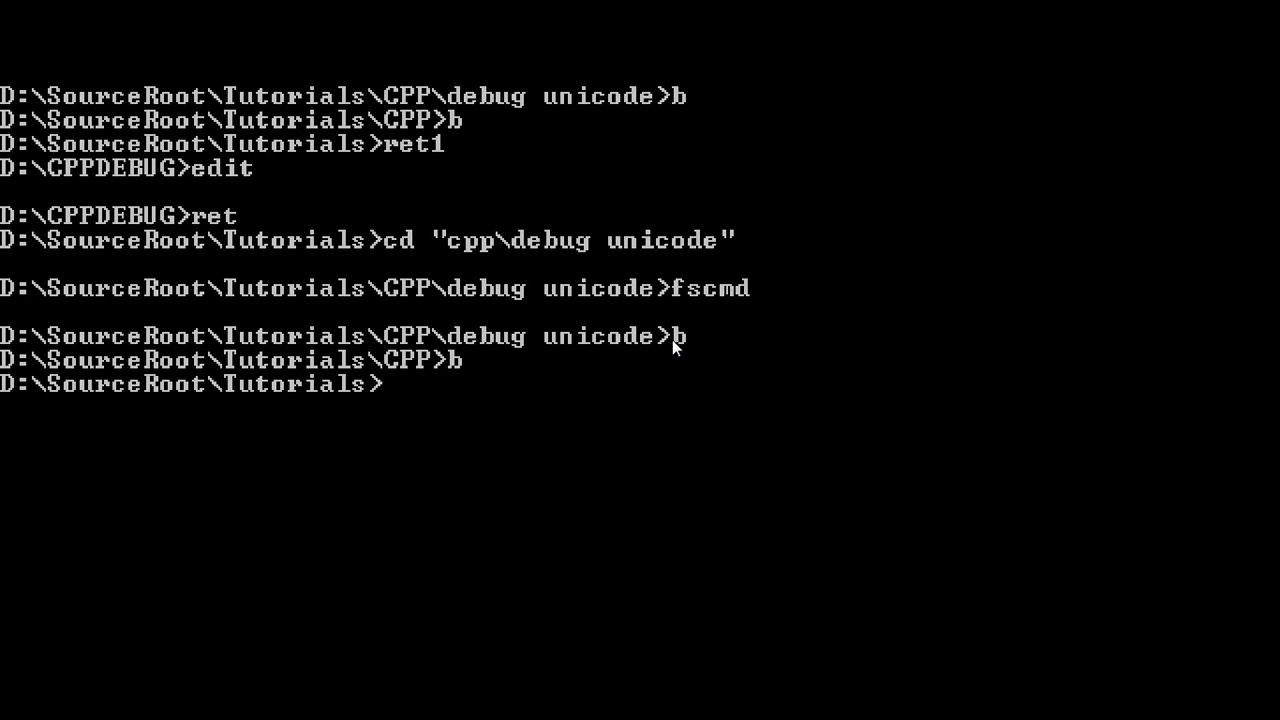 D:\SourceRoot\Tutorials\CPP\debug unicode>b
D:\SourceRoot\Tutorials\CPP>b
D:\SourceRoot\Tutorials>ret1
D:\CPPDEBUG>edit
D:\CPPDEBUG>ret
D:\SourceRoot\Tutorials>cd "cpp\debug unicode"
D:\SourceRoot\Tutorials\CPP\debug unicode>fscmd
D:\SourceRoot\Tutorials\CPP\debug unicode>b
D:\SourceRoot\Tutorials\CPP>b
D:\SourceRoot\Tutorials>